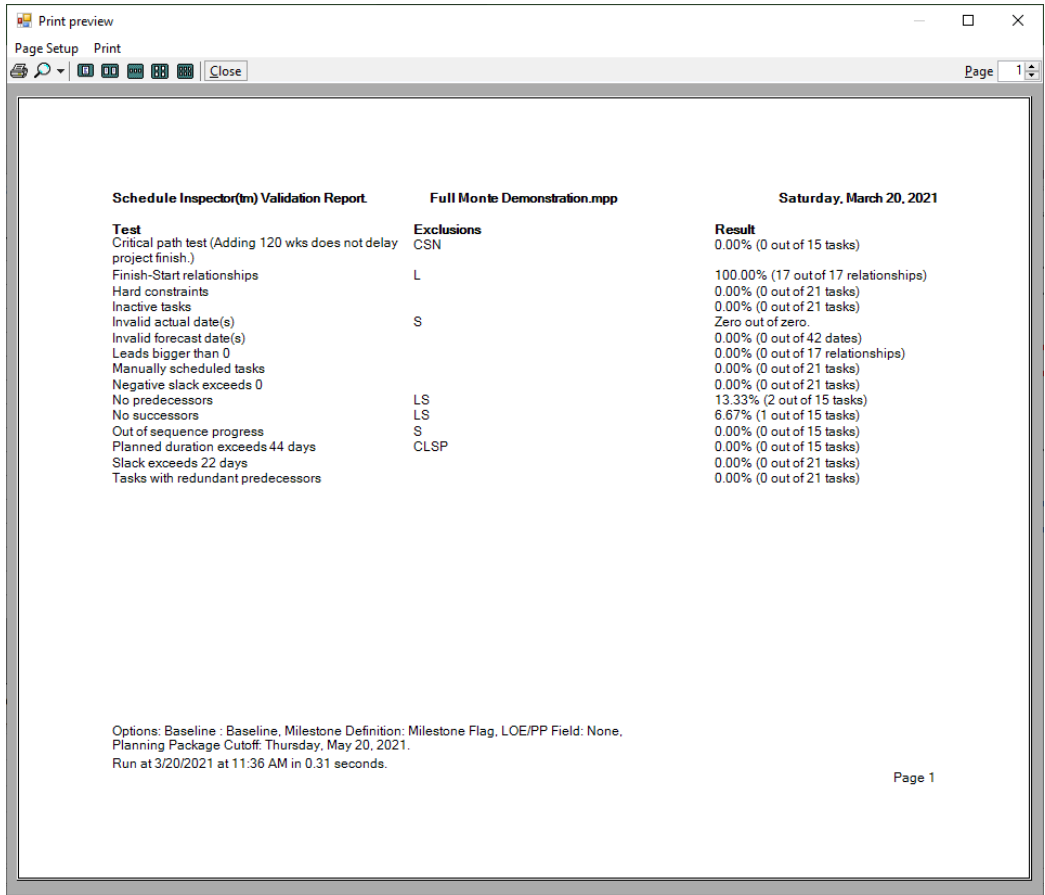 Print preview
Page Setup Print
Close Page 1
Schedule Inspector(tm) Validation Report. Full Monte Demonstration.mpp Saturday, March 20, 2021
Test Exclusions Result
Critical path test (Adding 120 wks does not delay CSN 0.00% (0 out of 15 tasks)
project finish.)
Finish-Start relationships L 100.00% (17 out of 17 relationships)
Hard constraints 0.00% (0 out of 21 tasks)
Inactive tasks 0.00% (0 out of 21 tasks)
Invalid actual date(s) S Zero out of zero.
Invalid forecast date(s) 0.00% (0 out of 42 dates)
Leads bigger than 0 0.00% (0 out of 17 relationships)
Manually scheduled tasks 0.00% (0 out of 21 tasks)
Negative slack exceeds 0 0.00% (0 out of 21 tasks)
No predecessors LS 13.33% (2 out of 15 tasks)
No successors LS 6.67% (1 out of 15 tasks)
Out of sequence progress S 0.00% (0 out of 15 tasks)
Planned duration exceeds 44 days CLSP 0.00% (0 out of 15 tasks)
Slack exceeds 22 days 0.00% (0 out of 21 tasks)
Tasks with redundant predecessors 0.00% (0 out of 21 tasks)
Options: Baseline : Baseline, Milestone Definition: Milestone Flag, LOE/PP Field: None,
Planning Package Cutoff: Thursday, May 20, 2021.
Run at 3/20/2021 at 11:36 AM in 0.31 seconds.
Page 1